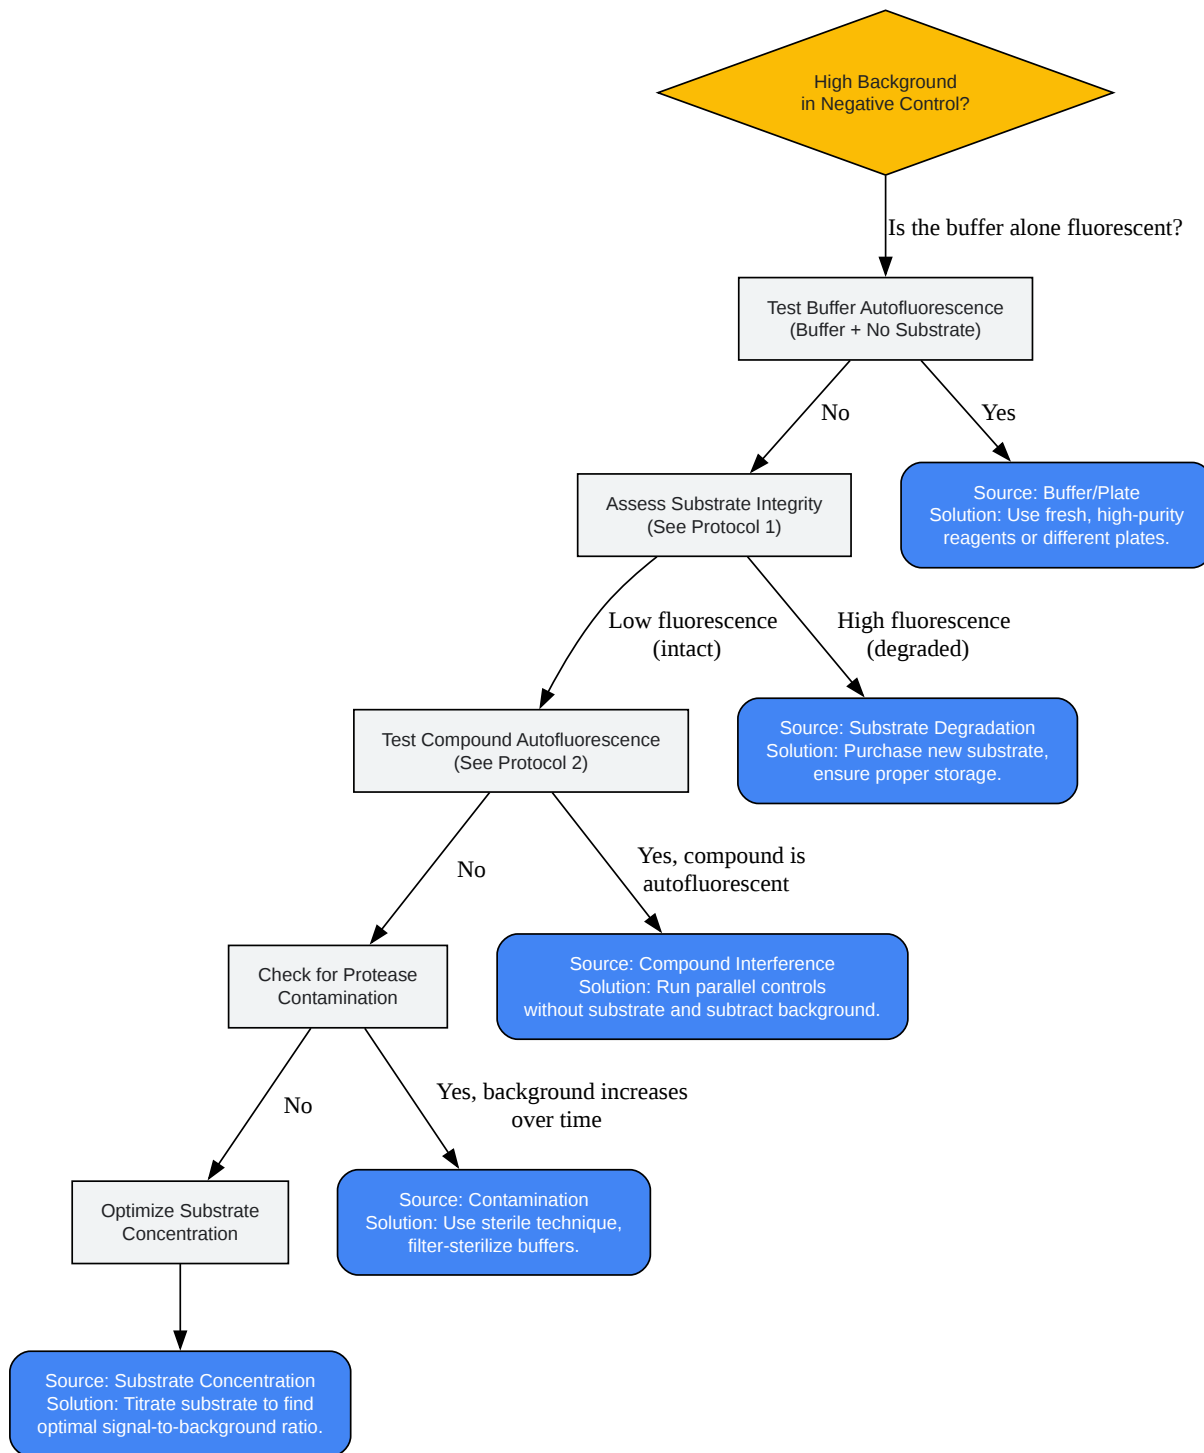 High Background
in Negative Control?
Is the buffer alone fluorescent?
Test Buffer Autofluorescence
(Buffer + No Substrate)
No
Yes
Source: Buffer/Plate
Solution: Use fresh, high-purity
reagents or different plates.
Assess Substrate Integrity
(See Protocol 1)
Low fluorescence
(intact)
High fluorescence
(degraded)
Source: Substrate Degradation
Solution: Purchase new substrate,
ensure proper storage.
Test Compound Autofluorescence
(See Protocol 2)
No
Yes, compound is
autofluorescent
Source: Compound Interference
Solution: Run parallel controls
without substrate and subtract background.
Check for Protease
Contamination
No
Yes, background increases
over time
Source: Contamination
Solution: Use sterile technique,
filter-sterilize buffers.
Optimize Substrate
Concentration
Source: Substrate Concentration
Solution: Titrate substrate to find
optimal signal-to-background ratio.